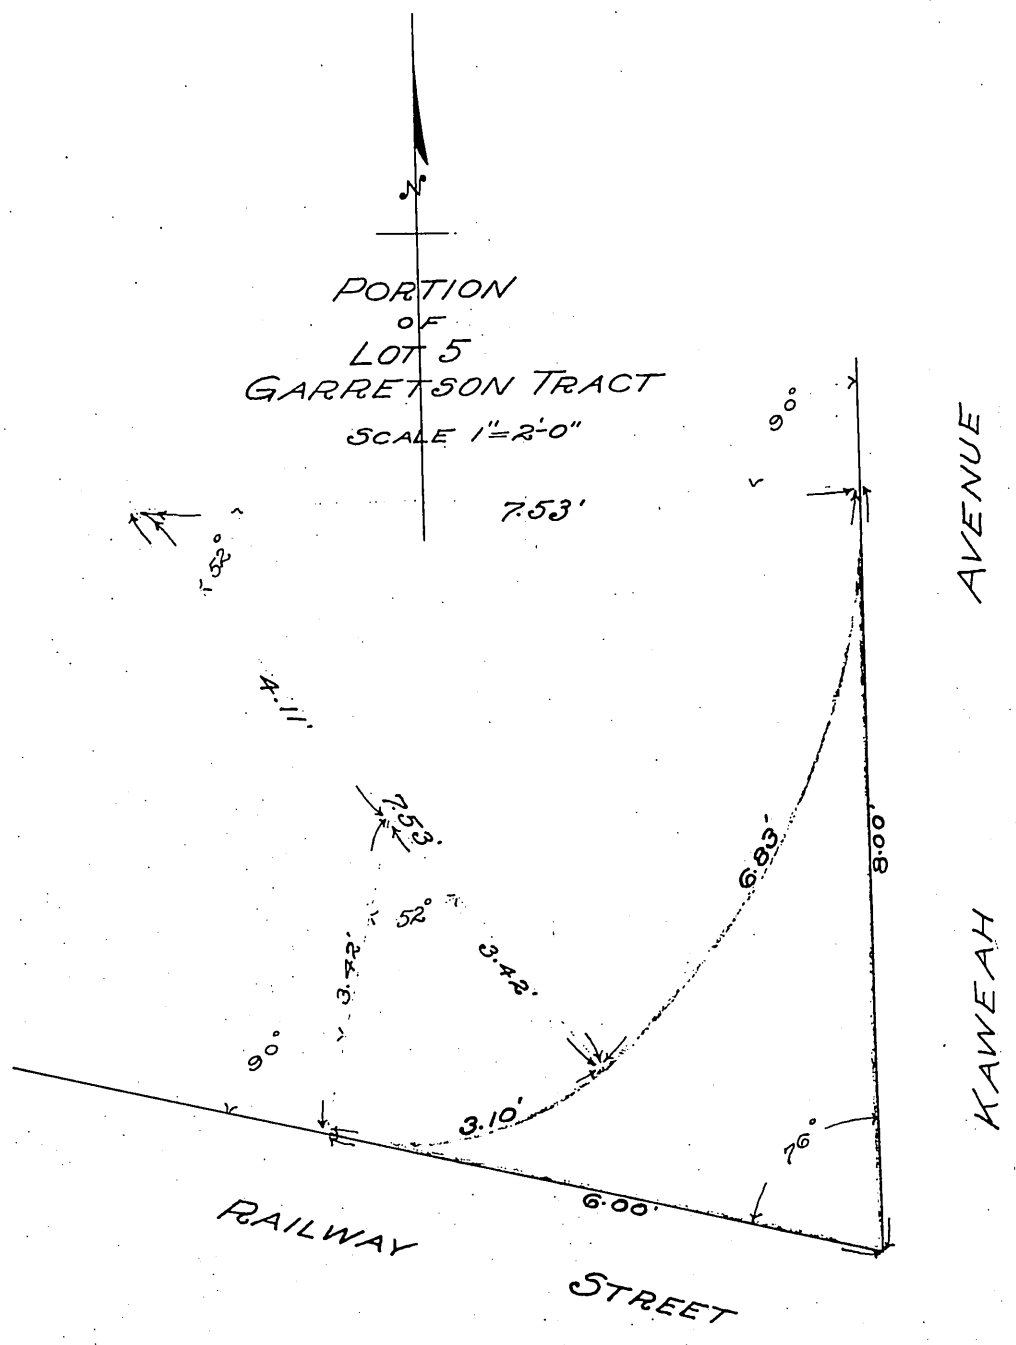 N
PORTION
OF
LOT 5
GARRETSON TRACT
SCALE 1"=2'-0"
90°
7.53'
52°
AVENUE
4.11'
7.53'
6.83'
8.00'
52°
3.42'
3.42'
90°
KAWEAH
3.10'
76°
6.00'
RAILWAY
STREET